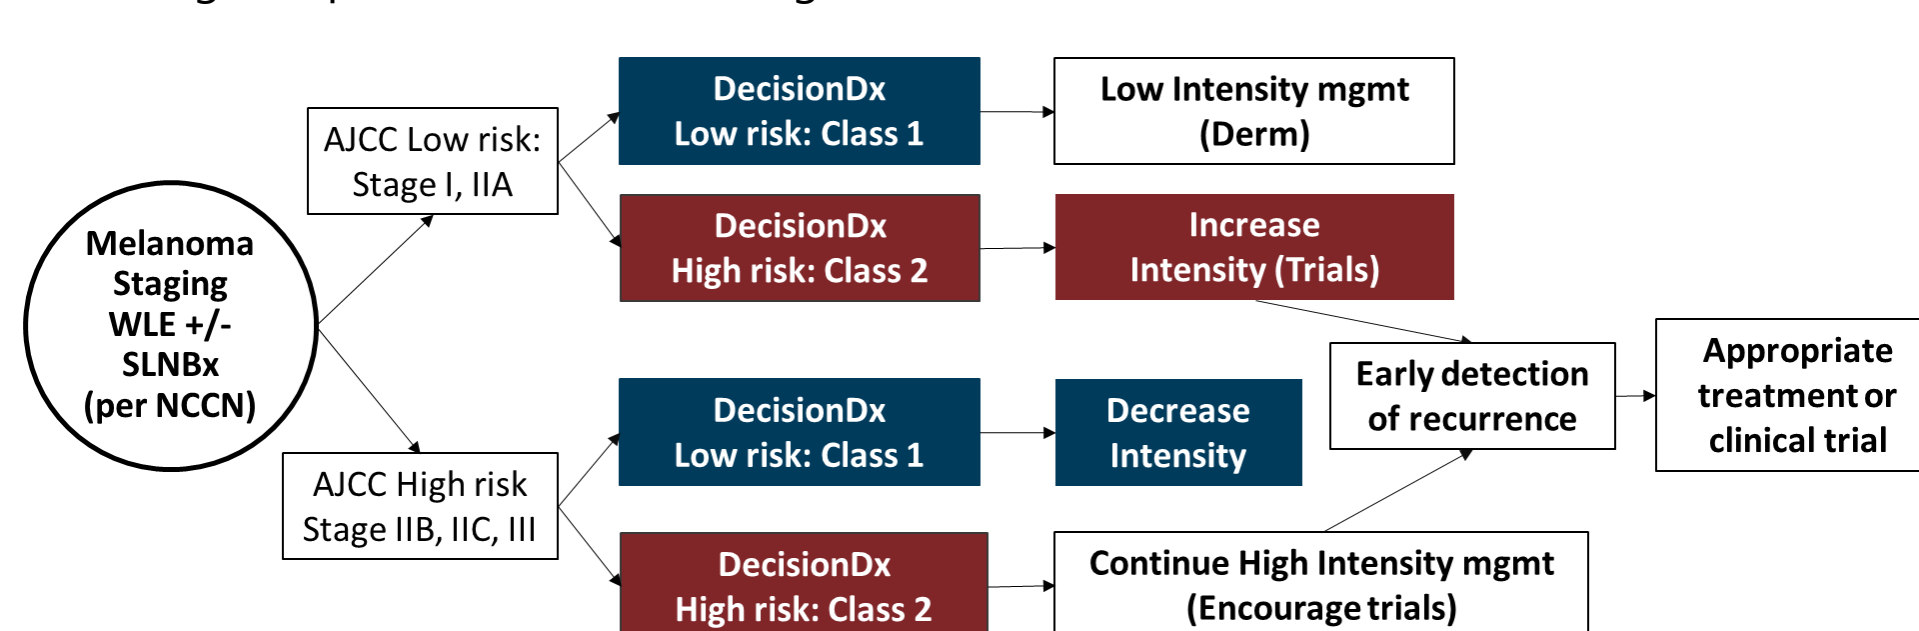 Melanoma
Staging
WLE +/-
SLNBx
(per NCCN)
AJCC Low risk:
Stage I, IIA
DecisionDx
Low risk: Class 1
Low Intensity mgmt
(Derm)
DecisionDx
High risk: Class 2
Increase
Intensity (Trials)
AJCC High risk
Stage IIB, IIC, III
DecisionDx
Low risk: Class 1
Decrease
Intensity
DecisionDx
High risk: Class 2
Continue High Intensity mgmt
(Encourage trials)
Early detection
of recurrence
Appropriate
treatment or
clinical trial